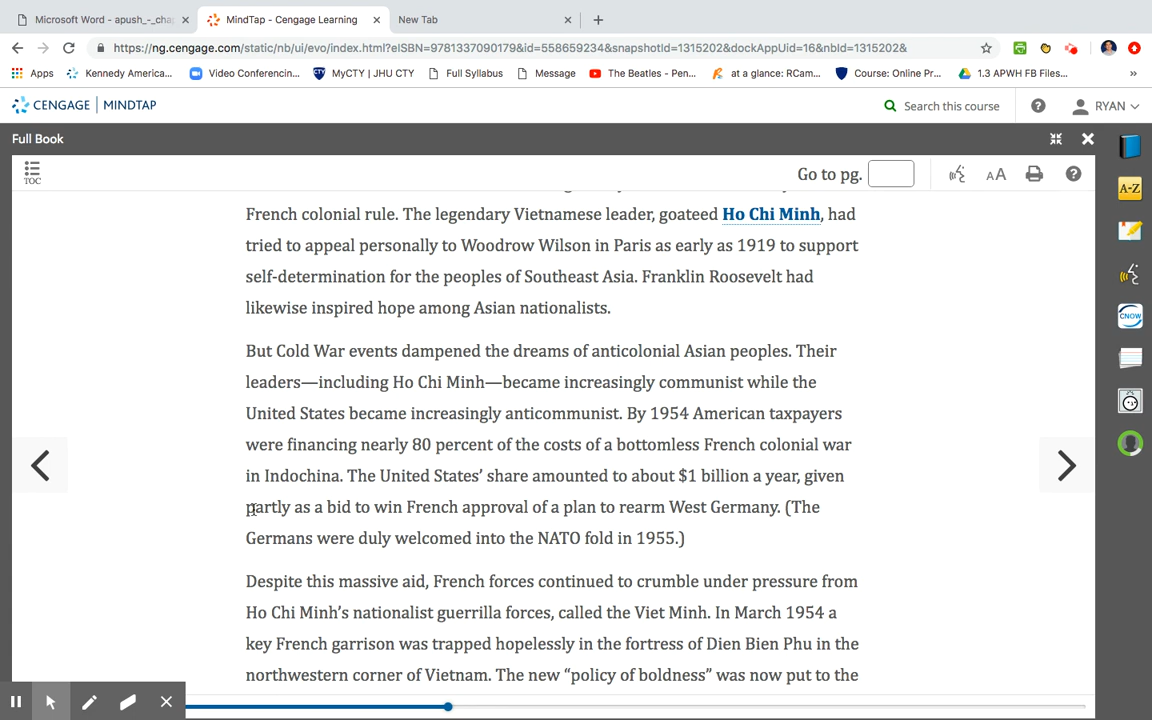 Microsoft Word - apush_-_cha
MindTap - Cengage Learning
New Tab
https://ng.cengage.com/static/nb/ui/evo/index.html?eISBN=9781337090179&id=558659234&snapshotId=1315202&dockAppUid=16&nbId=1315202&
Apps
Kennedy America...
Video Conferencin...
CTY
MyCTY | JHU CTY
Full Syllabus
Message
The Beatles - Pen...
at a glance: RCam...
Course: Online Pr...
1.3 APWH FB Files...
»
CENGAGE | MINDTAP
Search this course
RYAN
Full Book
TOC
Go to pg.
AA
A-Z
CNOW
French colonial rule. The legendary Vietnamese leader, goateed Ho Chi Minh, had
tried to appeal personally to Woodrow Wilson in Paris as early as 1919 to support
self-determination for the peoples of Southeast Asia. Franklin Roosevelt had
likewise inspired hope among Asian nationalists.
But Cold War events dampened the dreams of anticolonial Asian peoples. Their
leaders—including Ho Chi Minh—became increasingly communist while the
United States became increasingly anticommunist. By 1954 American taxpayers
were financing nearly 80 percent of the costs of a bottomless French colonial war
in Indochina. The United States’ share amounted to about $1 billion a year, given
partly as a bid to win French approval of a plan to rearm West Germany. (The
Germans were duly welcomed into the NATO fold in 1955.)
Despite this massive aid, French forces continued to crumble under pressure from
Ho Chi Minh’s nationalist guerrilla forces, called the Viet Minh. In March 1954 a
key French garrison was trapped hopelessly in the fortress of Dien Bien Phu in the
northwestern corner of Vietnam. The new “policy of boldness” was now put to the